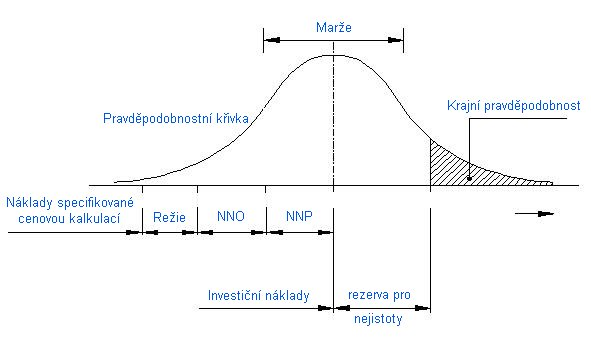 Marže
Krajní pravděpodobnost
Pravděpodobnostní křivka
Náklady specifikované
cenovou kalkulací
Režie
NNO
NNP
Investiční náklady
rezerva pro
nejistoty